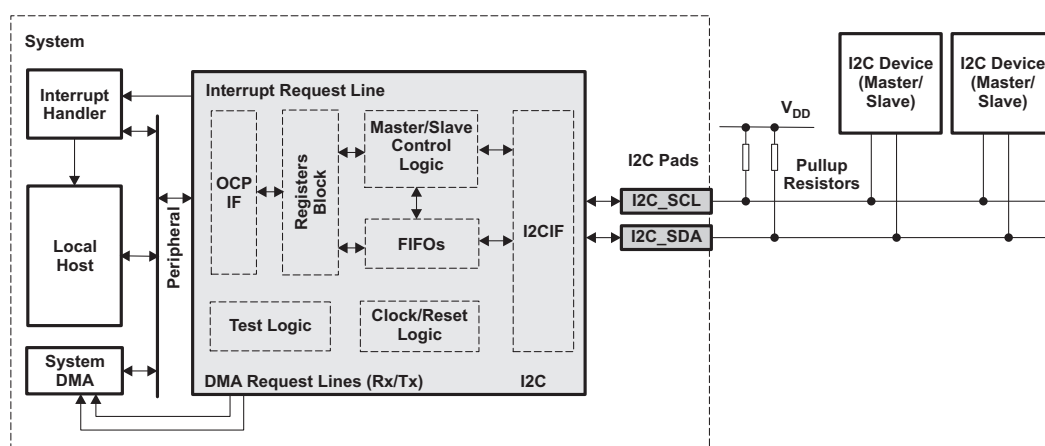 System
Interrupt
Handler
Local
Host
System
DMA
Peripheral
Interrupt Request Line
OCP
IF
Registers
Block
Master/Slave
Control
Logic
FIFOs
I2CIF
Test Logic
Clock/Reset
Logic
DMA Request Lines (Rx/Tx)
I2C
I2C Pads
I2C_SCL
I2C_SDA
VDD
Pullup
Resistors
I2C Device
(Master/
Slave)
I2C Device
(Master/
Slave)